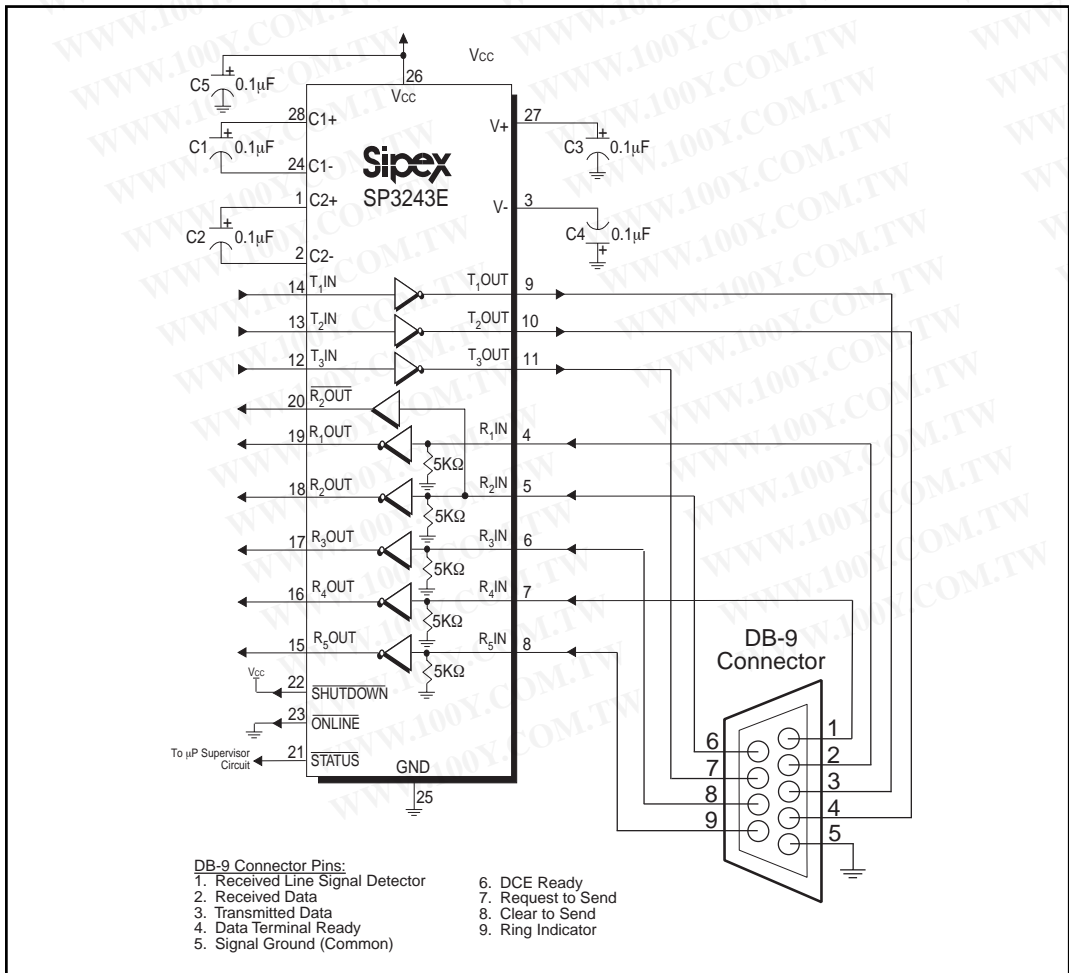 WWW.100Y.COM.TW
Vcc
26
Vcc
C5
+
0.1µF
28
C1+
C1
+
0.1µF
24
C1-
1
C2+
C2
+
0.1µF
2
C2-
Sipex
SP3243E
V+
27
C3
+
0.1µF
V-
3
C4
0.1µF
+
14
T1IN
T1OUT
9
13
T2IN
T2OUT
10
12
T3IN
T3OUT
11
20
R2OUT
19
R1OUT
R1IN
4
5KΩ
18
R2OUT
R2IN
5
5KΩ
17
R3OUT
R3IN
6
5KΩ
16
R4OUT
R4IN
7
5KΩ
15
R5OUT
R5IN
8
5KΩ
Vcc
22
SHUTDOWN
23
ONLINE
To µP Supervisor
Circuit
21
STATUS
GND
25
DB-9
Connector
6
7
8
9
1
2
3
4
5
DB-9 Connector Pins:
1. Received Line Signal Detector
2. Received Data
3. Transmitted Data
4. Data Terminal Ready
5. Signal Ground (Common)
6. DCE Ready
7. Request to Send
8. Clear to Send
9. Ring Indicator